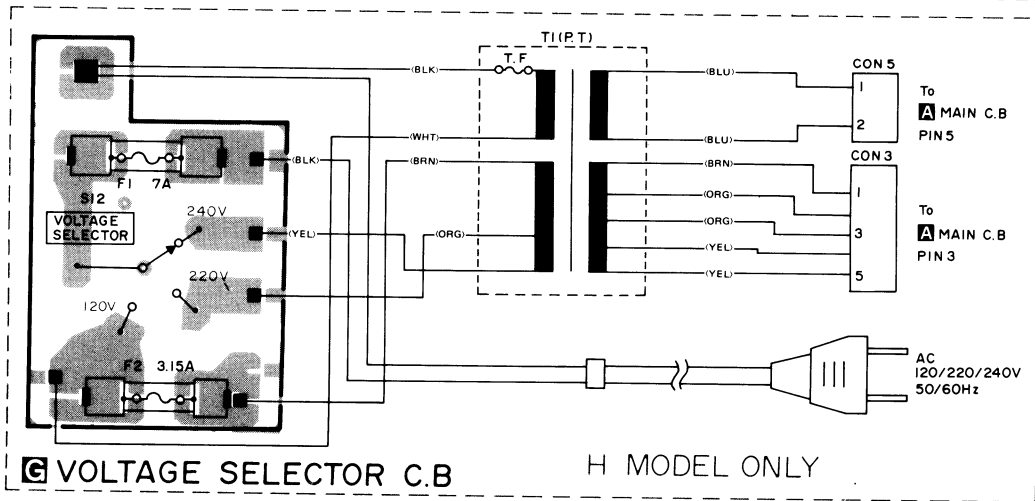 T1(P.T)
T.F
(BLK)
(BLU)
CON 5
1
2
To
A MAIN C.B
PIN 5
(WHT)
(BLU)
(BLK)
(BRN)
(BRN)
CON 3
1
3
5
F1 7A
S12
VOLTAGE
SELECTOR
240V
(ORG)
(ORG)
To
A MAIN C.B
PIN 3
(YEL)
(ORG)
(YEL)
(YEL)
220V
120V
F2 3.15A
AC
120/220/240V
50/60Hz
G VOLTAGE SELECTOR C.B
H MODEL ONLY